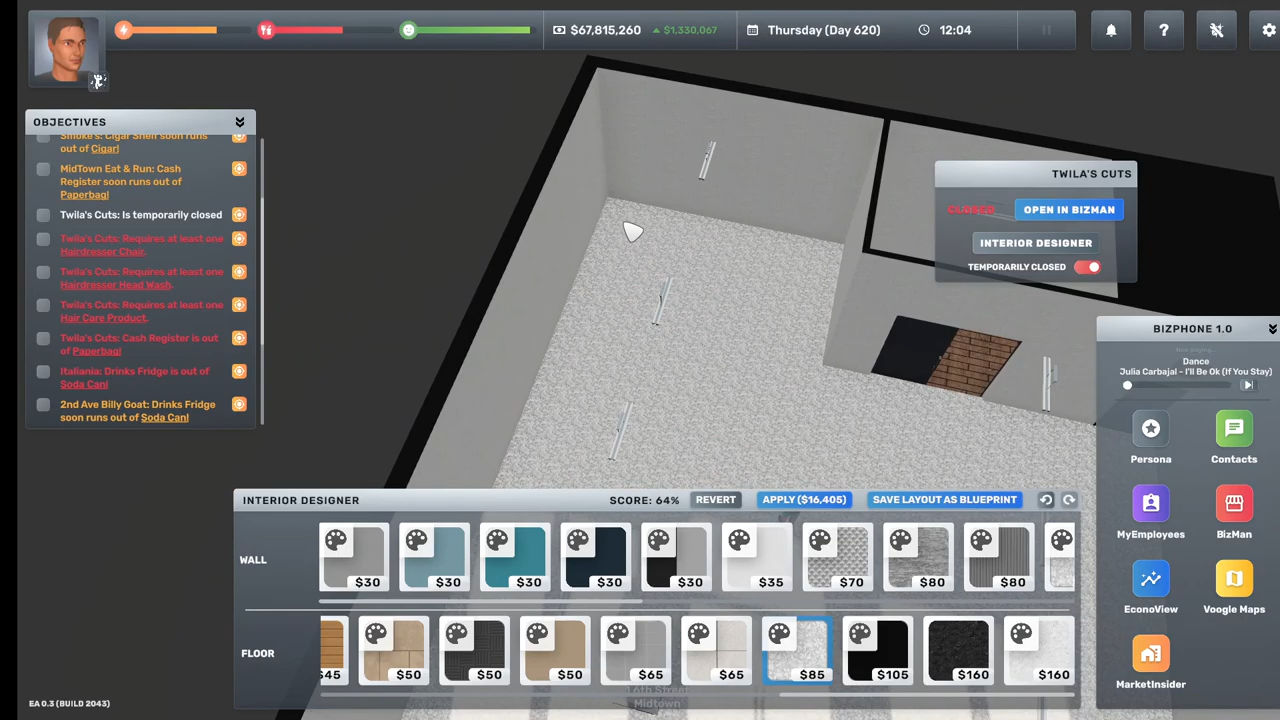 $67,815,260
$1,330,067
Thursday (Day 620)
12:04
?
OBJECTIVES
Smoke's: Cigar Shelf soon runs
out of Cigar!
MidTown Eat & Run: Cash
Register soon runs out of
Paperbag!
Twila's Cuts: Is temporarily closed
Twila's Cuts: Requires at least one
Hairdresser Chair.
Twila's Cuts: Requires at least one
Hairdresser Head Wash.
Twila's Cuts: Requires at least one
Hair Care Product.
Twila's Cuts: Cash Register is out
of Paperbag!
Italiania: Drinks Fridge is out of
Soda Can!
2nd Ave Billy Goat: Drinks Fridge
soon runs out of Soda Can!
TWILA'S CUTS
CLOSED
OPEN IN BIZMAN
INTERIOR DESIGNER
TEMPORARILY CLOSED
BIZPHONE 1.0
Now playing...
Dance
Julia Carbajal - I'll Be Ok (If You Stay)
Persona
Contacts
MyEmployees
BizMan
EconoView
Voogle Maps
MarketInsider
INTERIOR DESIGNER
SCORE: 64%
REVERT
APPLY ($16,405)
SAVE LAYOUT AS BLUEPRINT
WALL
$30
$30
$30
$30
$30
$35
$70
$80
$80
FLOOR
$45
$50
$50
$50
$65
$65
$85
$105
$160
$160
16th Street
Midtown
EA 0.3 (BUILD 2043)